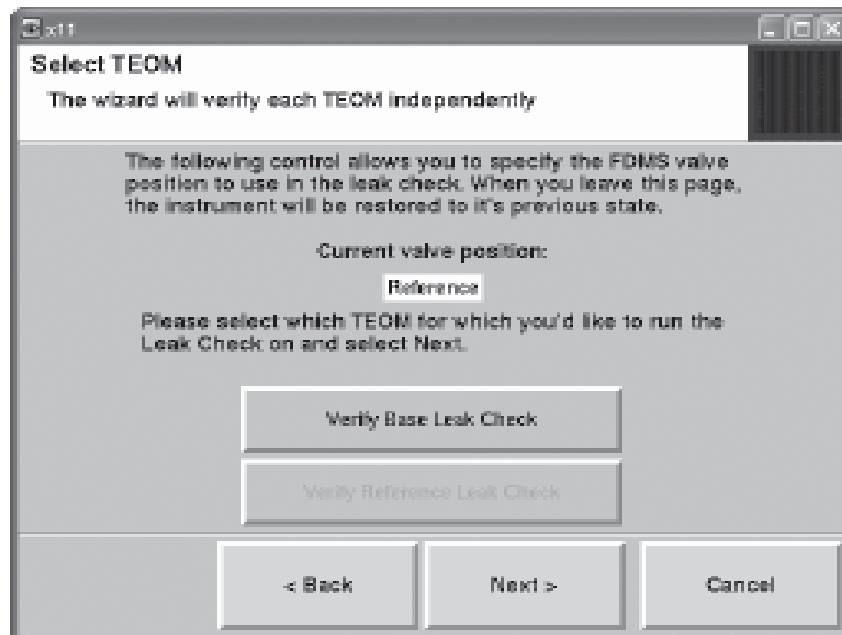 x11
Select TEOM
The wizard will verify each TEOM independently
The following control allows you to specify the FDMS valve
position to use in the leak check. When you leave this page,
the instrument will be restored to it's previous state.
Current valve position:
Reference
Please select which TEOM for which you'd like to run the
Leak Check on and select Next.
Verify Base Leak Check
Verify Reference Leak Check
< Back
Next >
Cancel